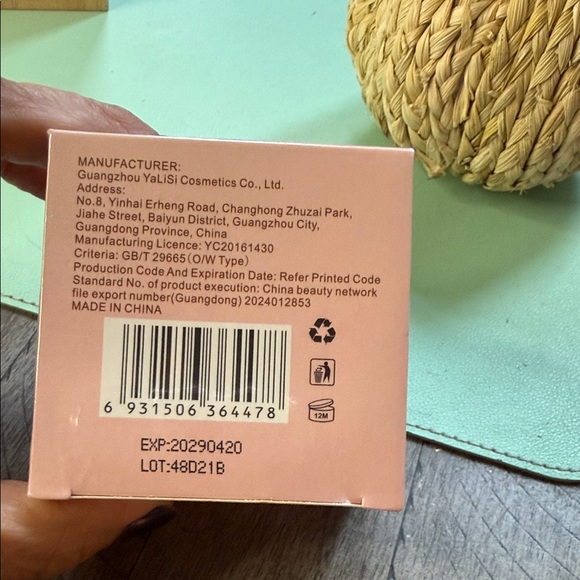 MANUFACTURER:
Guangzhou YaLiSi Cosmetics Co., Ltd.
Address:
No.8, Yinhai Erheng Road, Changhong Zhuzai Park,
Jiahe Street, Baiyun District, Guangzhou City,
Guangdong Province, China
Manufacturing Licence: YC20161430
Criteria: GB/T 29665(O/W Type)
Production Code And Expiration Date: Refer Printed Code
Standard No. of product execution: China beauty network
file export number(Guangdong) 2024012853
MADE IN CHINA
6 931506 364478
12M
EXP:20290420
LOT:48D21B